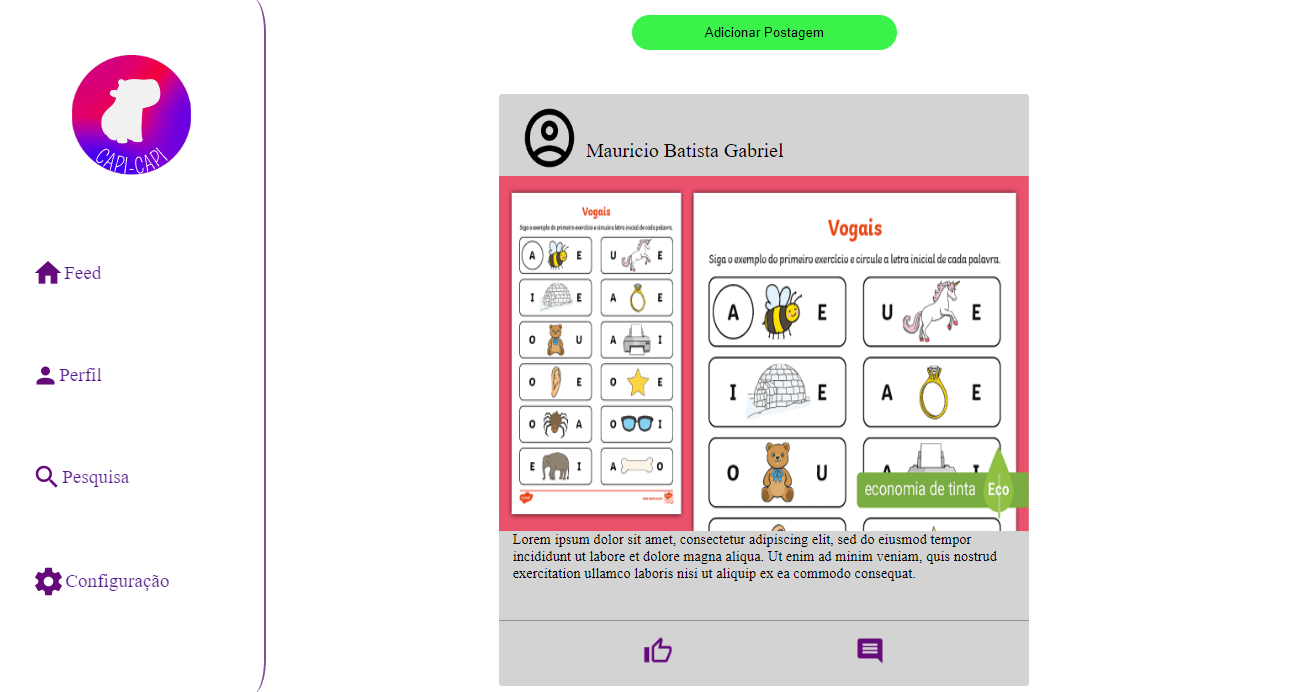 Adicionar Postagem
CAPI-CAPI
Feed
Perfil
Pesquisa
Configuração
Mauricio Batista Gabriel
Vogais
Siga o exemplo do primeiro exercício e circule a letra inicial de cada palavra.
A E U E
I E A E
O U A I
O E O E
O A O I
E I A O
Vogais
Siga o exemplo do primeiro exercício e circule a letra inicial de cada palavra.
A E U E
I E A E
O U A I
economia de tinta Eco
Lorem ipsum dolor sit amet, consectetur adipiscing elit, sed do eiusmod tempor
incididunt ut labore et dolore magna aliqua. Ut enim ad minim veniam, quis nostrud
exercitation ullamco laboris nisi ut aliquip ex ea commodo consequat.